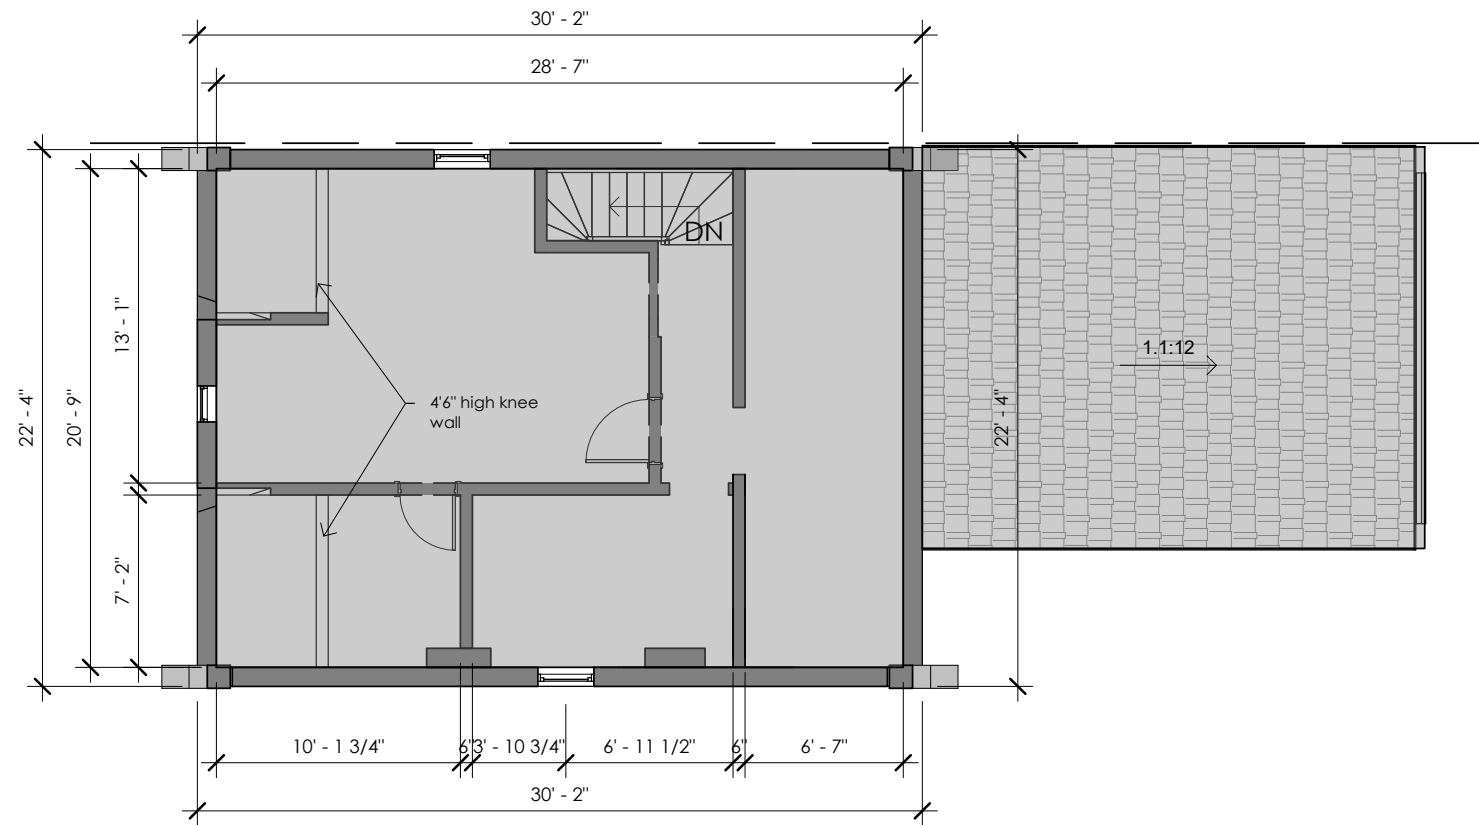 30' - 2"
28' - 7"
DN
13' - 1"
1.1:12
22' - 4"
20' - 9"
4'6" high knee
wall
22' - 4"
7' - 2"
10' - 1 3/4"
6"
3' - 10 3/4"
6' - 11 1/2"
6"
6' - 7"
30' - 2"